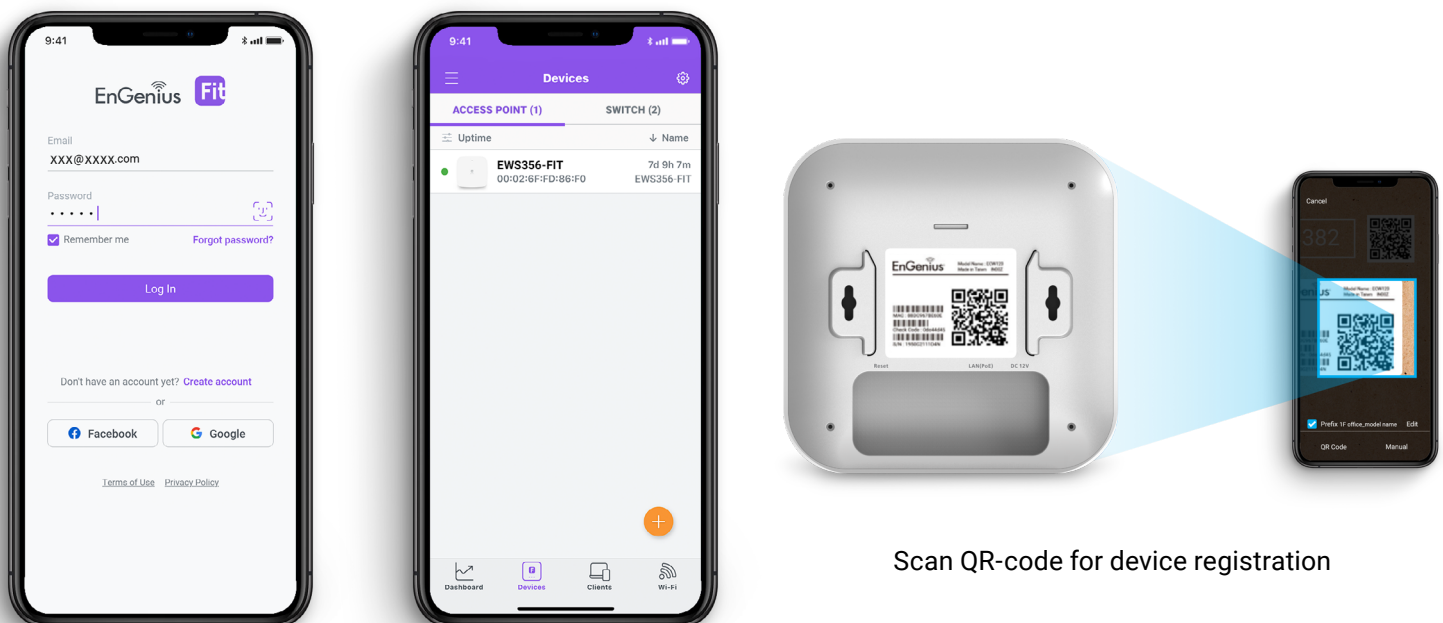 9:41
EnGenius Fit
Email
XXX@XXXX.com
Password
Remember me Forgot password?
Log In
Don't have an account yet? Create account
or
Facebook Google
Terms of Use Privacy Policy
9:41
Devices
ACCESS POINT (1) SWITCH (2)
Uptime Name
EWS356-FIT 7d 9h 7m
00:02:6F:FD:86:F0 EWS356-FIT
Dashboard Devices Clients Wi-Fi
EnGenius
Reset LAN(PoE) DC12V
Cancel
382
Prefix 1F office_model name Edit
QR Code Manual
Scan QR-code for device registration